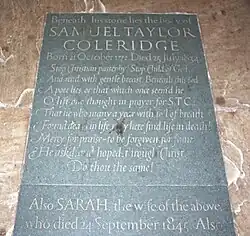 Beneath this stone lies the body of
SAMUEL TAYLOR
COLERIDGE
Born 21 October 1772 Died 25 July 1834
Stop Christian passer-by! Stop child of God
And read with gentle breast. Beneath this sod
A poet lies, or that which once seem'd he
O, lift one thought in prayer for S.T.C.
That he who many a year with toil of breath
Found death in life, may here find life in death!
Mercy for praise - to be forgiven for fame
He ask'd, & hoped, through Christ
Do thou the same!
Also SARAH, the wife of the above
who died 24 September 1845. Also